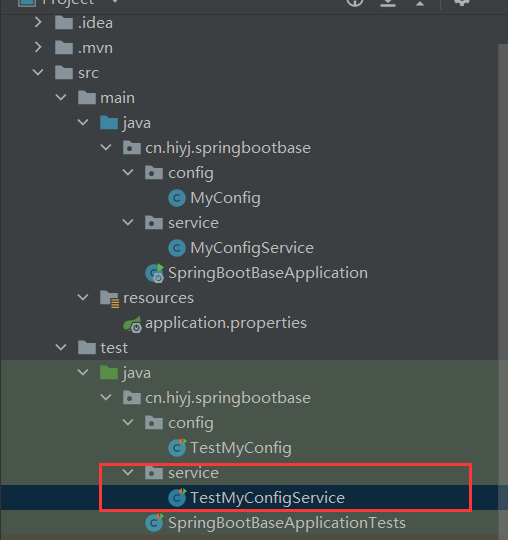 Project
.idea
.mvn
src
main
java
cn.hiyj.springbootbase
config
MyConfig
service
MyConfigService
SpringBootBaseApplication
resources
application.properties
test
java
cn.hiyj.springbootbase
config
TestMyConfig
service
TestMyConfigService
SpringBootBaseApplicationTests